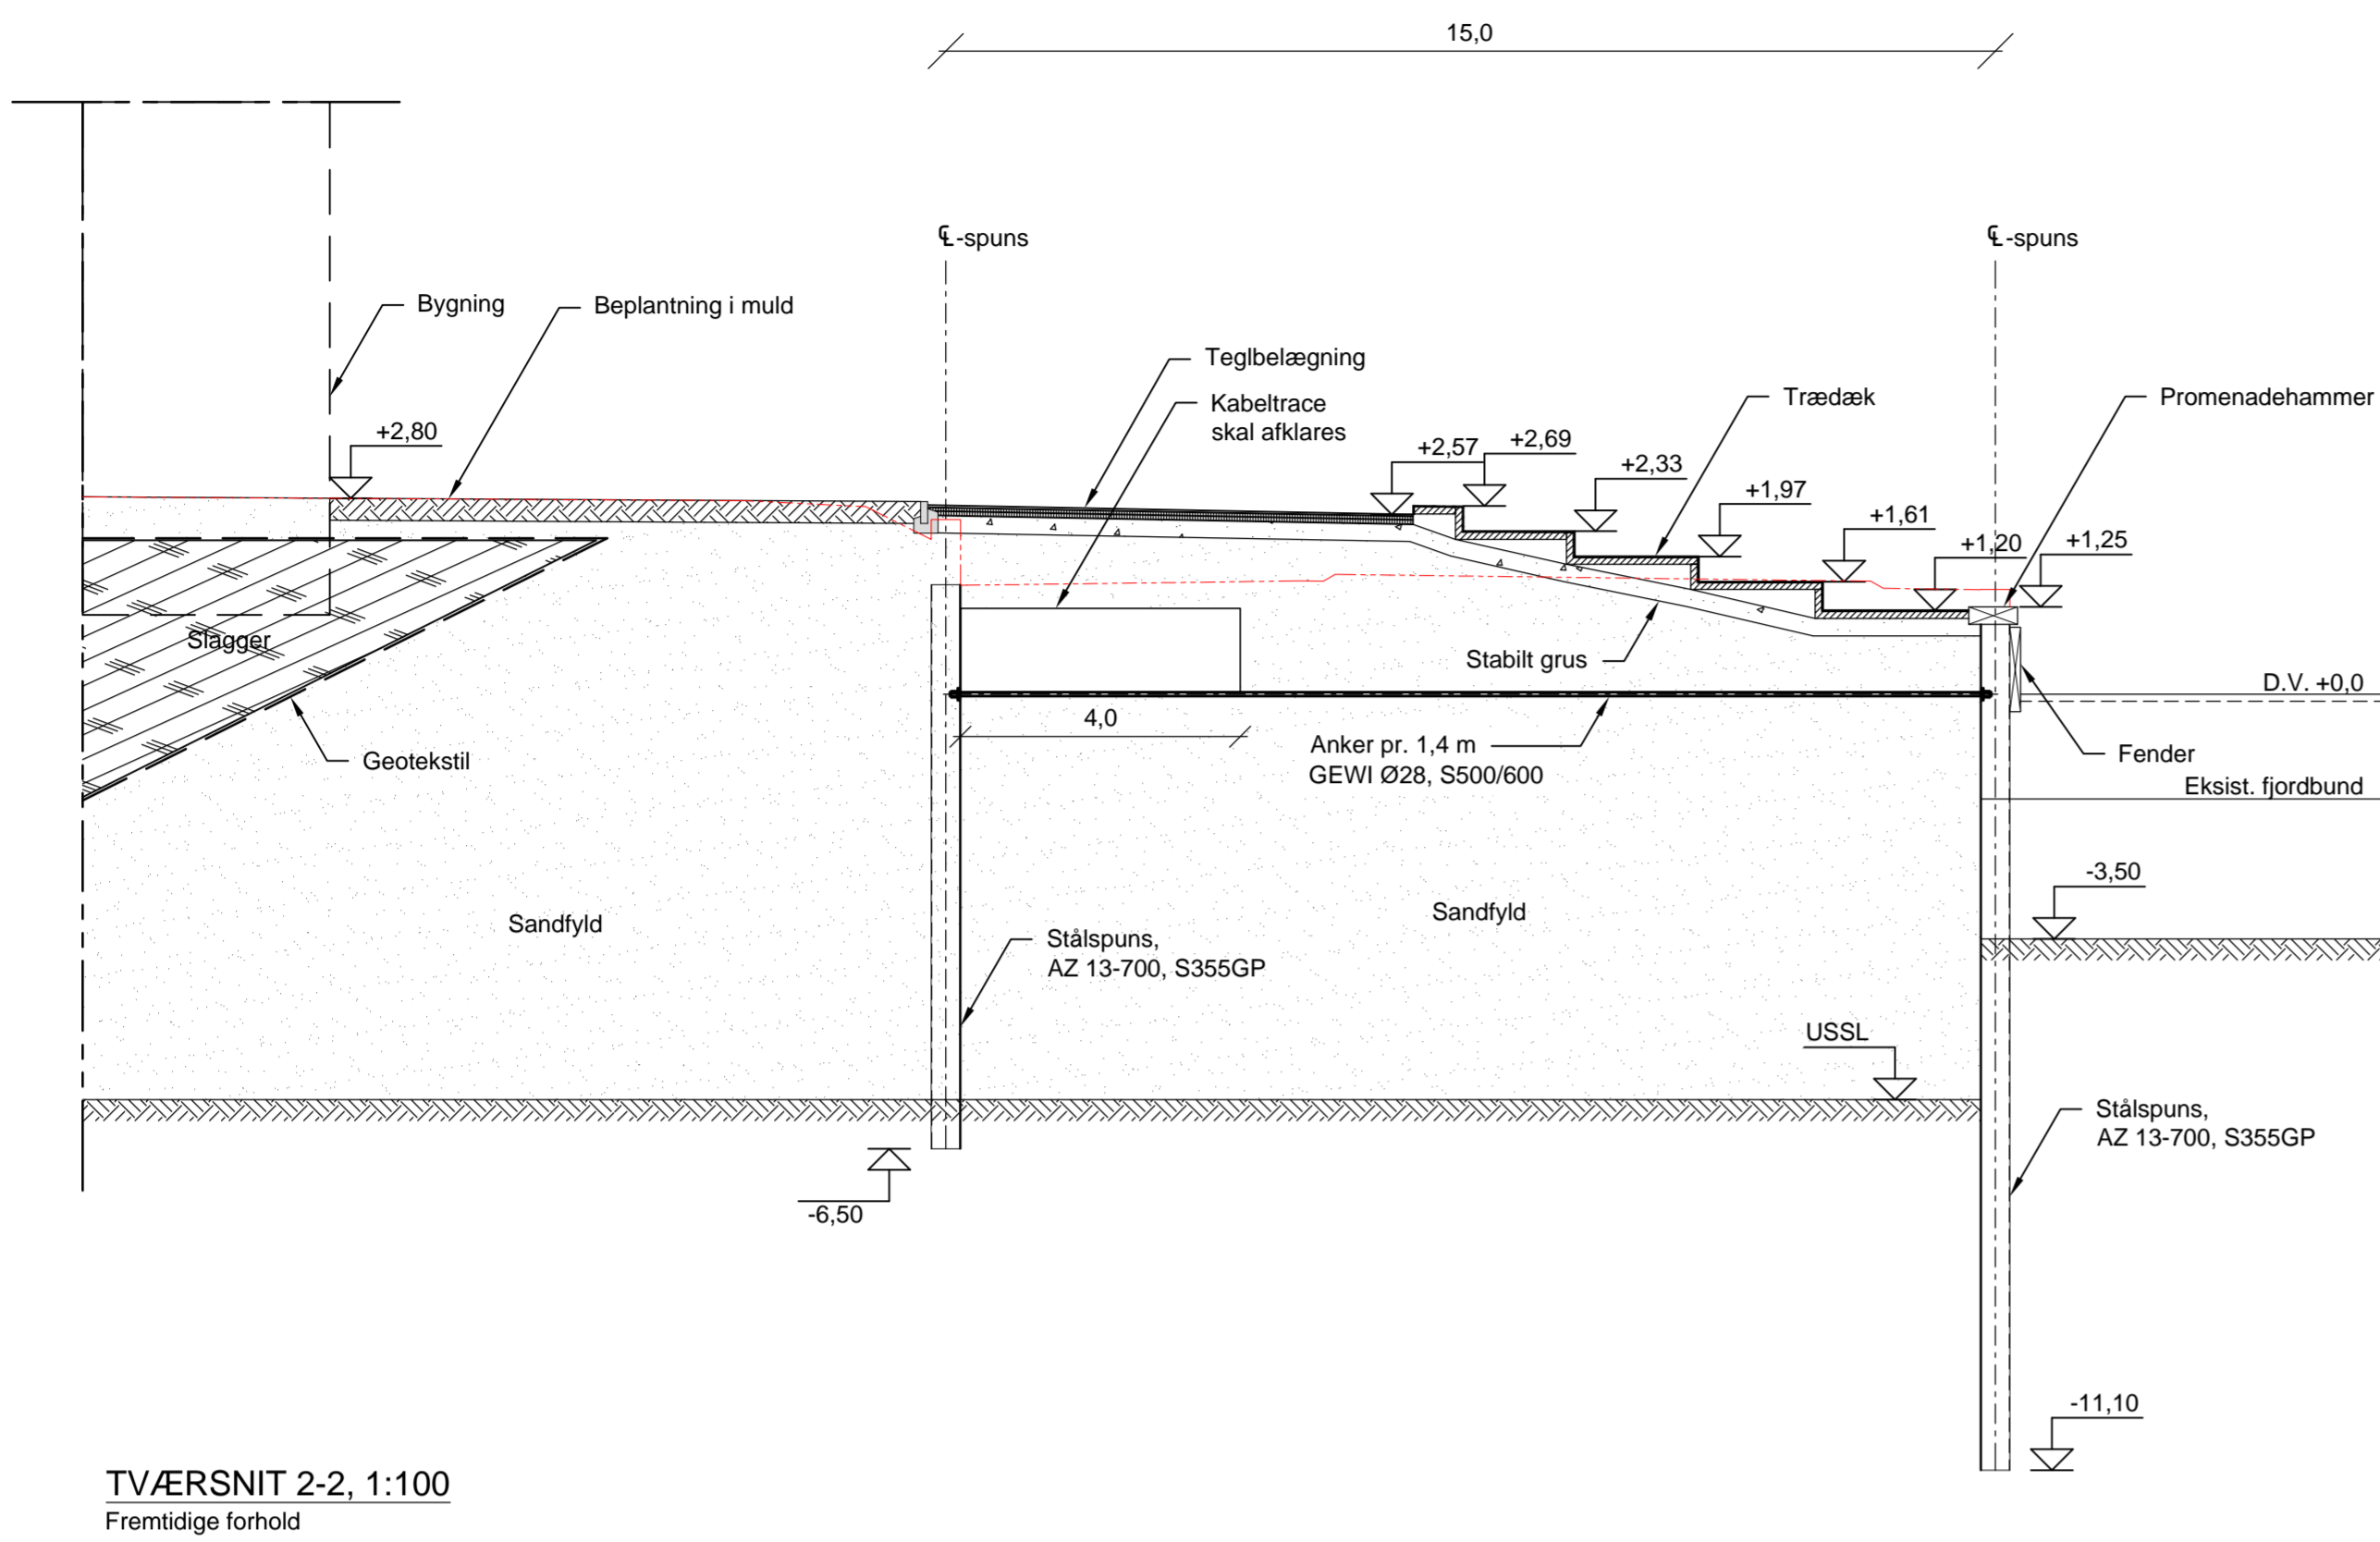 15,0
℄-spuns
℄-spuns
Bygning
Beplantning i muld
Teglbelægning
Kabeltrace
skal afklares
Trædæk
Promenadehammer
+2,80
+2,57
+2,69
+2,33
+1,97
+1,61
+1,20
+1,25
Slagger
Stabilt grus
D.V. +0,0
4,0
Anker pr. 1,4 m
GEWI Ø28, S500/600
Geotekstil
Fender
Eksist. fjordbund
-3,50
Sandfyld
Sandfyld
Stålspuns,
AZ 13-700, S355GP
USSL
Stålspuns,
AZ 13-700, S355GP
-6,50
-11,10
TVÆRSNIT 2-2, 1:100
Fremtidige forhold